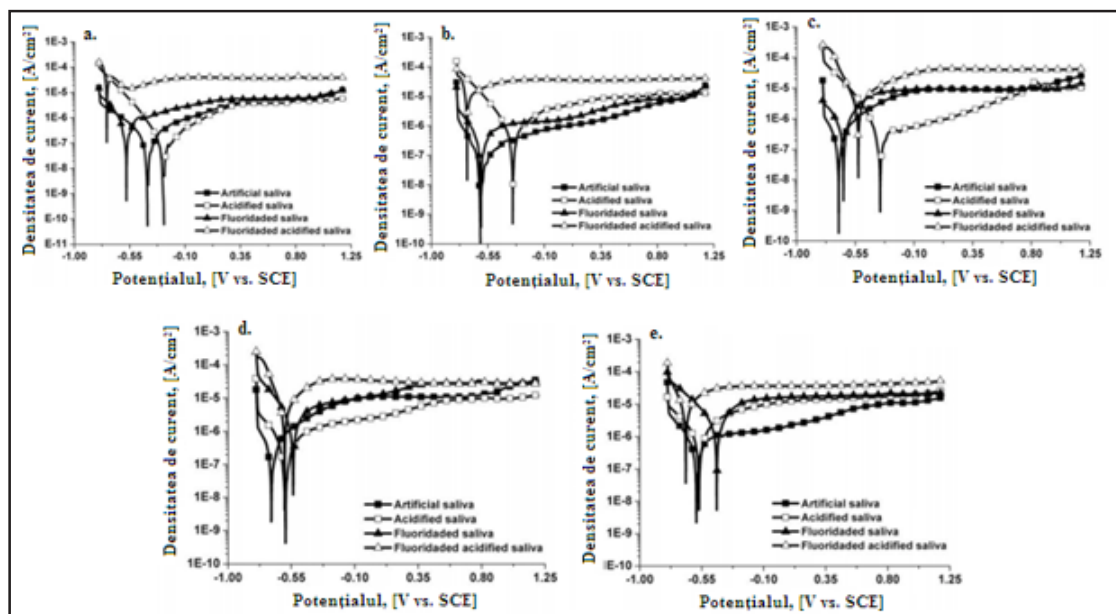 a.
Densitatea de curent, [A/cm²]
1E-3
1E-4
1E-5
1E-6
1E-7
1E-8
1E-9
E-10
E-11
-1.00 -0.55 -0.10 0.35 0.80 1.25
Potențialul, [V vs. SCE]
Artificial saliva
Acidified saliva
Fluoridaded saliva
Fluoridaded acidified saliva
b.
Densitatea de curent, [A/cm²]
1E-3
1E-4
1E-5
1E-6
1E-7
1E-8
1E-9
1E-10
-1.00 -0.55 -0.10 0.35 0.80 1.25
Potențialul, [V vs. SCE]
Artificial saliva
Acidified saliva
Fluoridaded saliva
Fluoridaded acidified saliva
c.
Densitatea de curent, [A/cm²]
1E-3
1E-4
1E-5
1E-6
1E-7
1E-8
1E-9
E-10
-1.00 -0.55 -0.10 0.35 0.80 1.25
Potențialul, [V vs. SCE]
Artificial saliva
Acidified saliva
Fluoridaded saliva
Fluoridaded acidified saliva
d.
Densitatea de curent, [A/cm²]
1E-3
1E-4
1E-5
1E-6
1E-7
1E-8
1E-9
1E-10
-1.00 -0.55 -0.10 0.35 0.80 1.25
Potențialul, [V vs. SCE]
Artificial saliva
Acidified saliva
Fluoridaded saliva
Fluoridaded acidified saliva
e.
Densitatea de curent, [A/cm²]
1E-3
1E-4
1E-5
1E-6
1E-7
1E-8
1E-9
1E-10
-1.00 -0.55 -0.10 0.35 0.80 1.25
Potențialul, [V vs. SCE]
Artificial saliva
Acidified saliva
Fluoridaded saliva
Fluoridaded acidified saliva